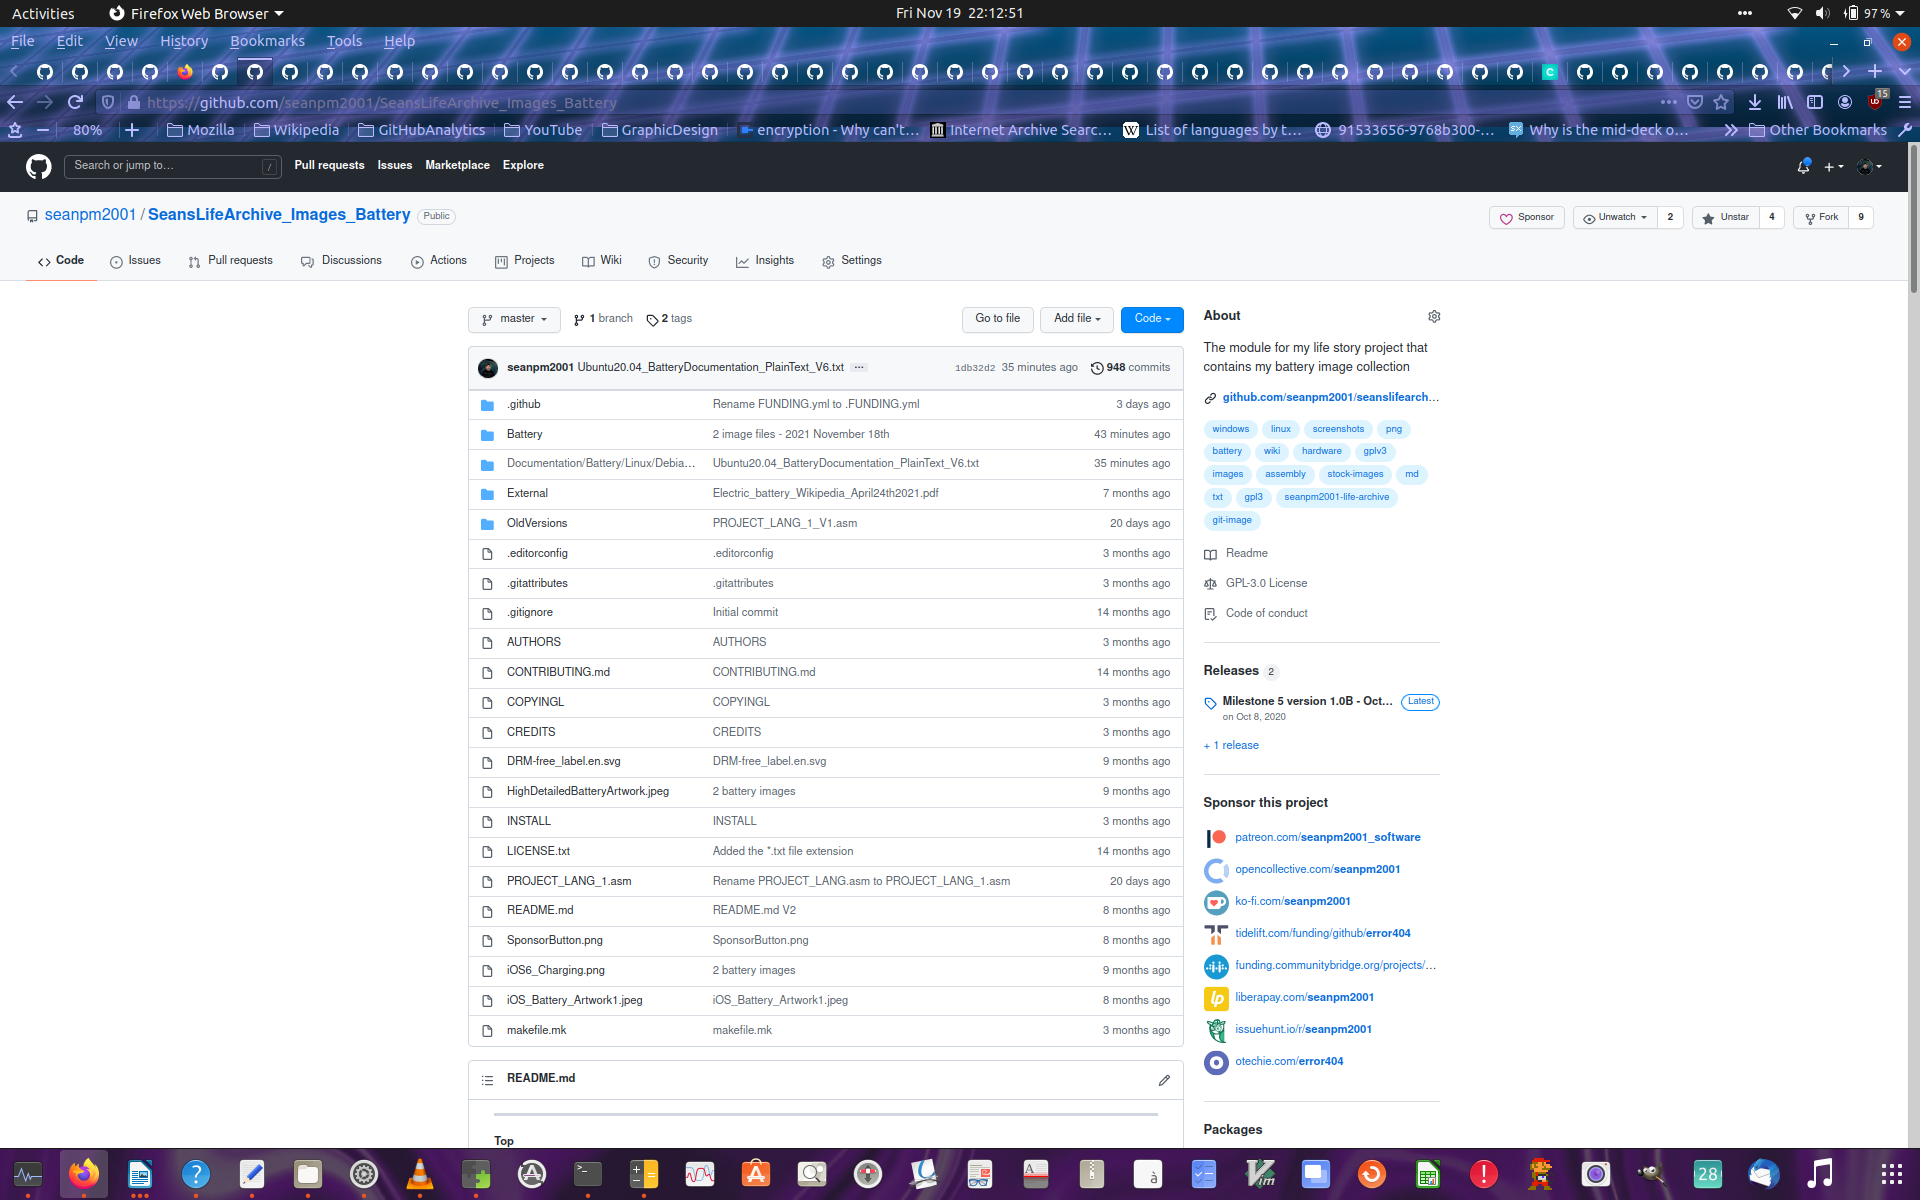 Activities Firefox Web Browser Fri Nov 19 22:12:51 97 %
File Edit View History Bookmarks Tools Help
https://github.com/seanpm2001/SeansLifeArchive_Images_Battery 15
80% Mozilla Wikipedia GitHubAnalytics YouTube GraphicDesign encryption - Why can't… Internet Archive Searc… List of languages by t… 91533656-9768b300-… Why is the mid-deck o… Other Bookmarks
Search or jump to… / Pull requests Issues Marketplace Explore
seanpm2001 / SeansLifeArchive_Images_Battery Public Sponsor Unwatch 2 Unstar 4 Fork 9
Code Issues Pull requests Discussions Actions Projects Wiki Security Insights Settings
master 1 branch 2 tags Go to file Add file Code
seanpm2001 Ubuntu20.04_BatteryDocumentation_PlainText_V6.txt … 1db32d2 35 minutes ago 948 commits
.github Rename FUNDING.yml to .FUNDING.yml 3 days ago
Battery 2 image files - 2021 November 18th 43 minutes ago
Documentation/Battery/Linux/Debia… Ubuntu20.04_BatteryDocumentation_PlainText_V6.txt 35 minutes ago
External Electric_battery_Wikipedia_April24th2021.pdf 7 months ago
OldVersions PROJECT_LANG_1_V1.asm 20 days ago
.editorconfig .editorconfig 3 months ago
.gitattributes .gitattributes 3 months ago
.gitignore Initial commit 14 months ago
AUTHORS AUTHORS 3 months ago
CONTRIBUTING.md CONTRIBUTING.md 14 months ago
COPYINGL COPYINGL 3 months ago
CREDITS CREDITS 3 months ago
DRM-free_label.en.svg DRM-free_label.en.svg 9 months ago
HighDetailedBatteryArtwork.jpeg 2 battery images 9 months ago
INSTALL INSTALL 3 months ago
LICENSE.txt Added the *.txt file extension 14 months ago
PROJECT_LANG_1.asm Rename PROJECT_LANG.asm to PROJECT_LANG_1.asm 20 days ago
README.md README.md V2 8 months ago
SponsorButton.png SponsorButton.png 8 months ago
iOS6_Charging.png 2 battery images 9 months ago
iOS_Battery_Artwork1.jpeg iOS_Battery_Artwork1.jpeg 8 months ago
makefile.mk makefile.mk 3 months ago
README.md
Top
About
The module for my life story project that
contains my battery image collection
github.com/seanpm2001/seanslifearch…
windows linux screenshots png
battery wiki hardware gplv3
images assembly stock-images md
txt gpl3 seanpm2001-life-archive
git-image
Readme
GPL-3.0 License
Code of conduct
Releases 2
Milestone 5 version 1.0B - Oct… Latest
on Oct 8, 2020
+ 1 release
Sponsor this project
patreon.com/seanpm2001_software
opencollective.com/seanpm2001
ko-fi.com/seanpm2001
tidelift.com/funding/github/error404
funding.communitybridge.org/projects/…
liberapay.com/seanpm2001
issuehunt.io/r/seanpm2001
otechie.com/error404
Packages
28